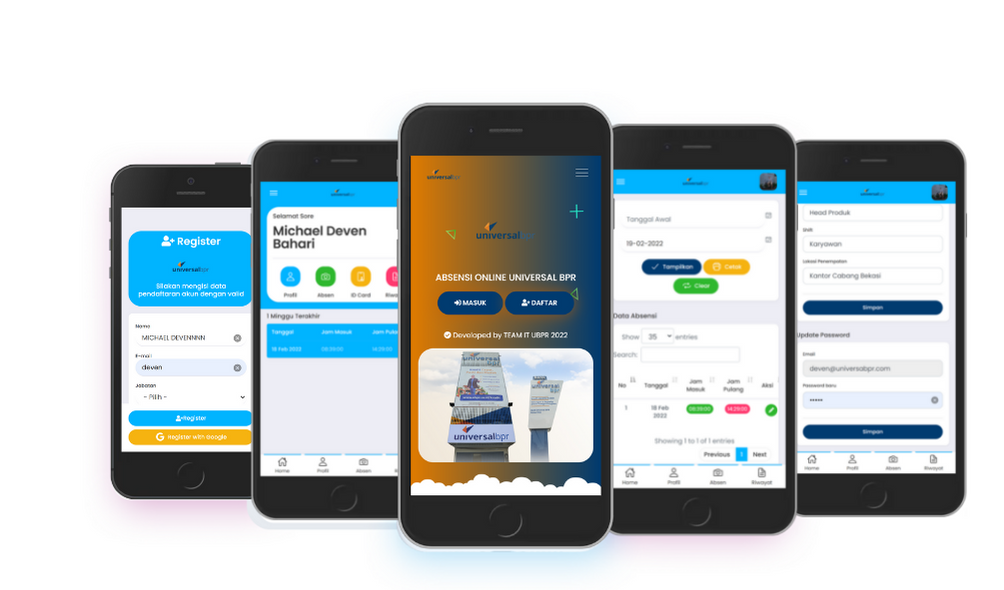 Register
universalbpr
Silakan mengisi data
pendaftaran akun dengan valid
Nama
MICHAEL DEVENNNN
E-mail
deven
Jabatan
- Pilih -
Register
Register with Google
universalbpr
Selamat Sore
Michael Deven
Bahari
Profil Absen ID Card
1 Minggu Terakhir
Tanggal Jam Masuk Jam Pula
18 Feb 2022 08:39:00 14:29:00
Home Profil Absen
universalbpr
universalbpr
ABSENSI ONLINE UNIVERSAL BPR
MASUK DAFTAR
Developed by TEAM IT UBPR 2022
universalbpr
universalbpr
Tanggal Awal
19-02-2022
Tampilkan Cetak
Clear
Data Absensi
Show 35 entries
Search:
No Tanggal Jam Masuk Jam Pulang Aksi
1 18 Feb 2022 08:39:00 14:29:00
Showing 1 to 1 of 1 entries
Previous 1 Next
Home Profil Absen Riwayat
universalbpr
Head Produk
Unit
Karyawan
Lokasi Penempatan
Kantor Cabang Bekasi
Simpan
Update Password
Email
deven@universalbpr.com
Password baru
•••••
Simpan
Home Profil Absen Riwayat